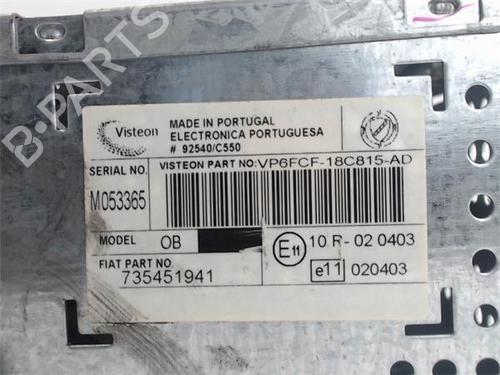 Visteon
MADE IN PORTUGAL
ELECTRONICA PORTUGUESA
# 92540/C550
SERIAL NO.
VISTEON PART NO:VP6FCF-18C815-AD
M053365
MODEL OB
E11 10 R - 02 0403
FIAT PART NO.
735451941
e11 020403
B-PARTS